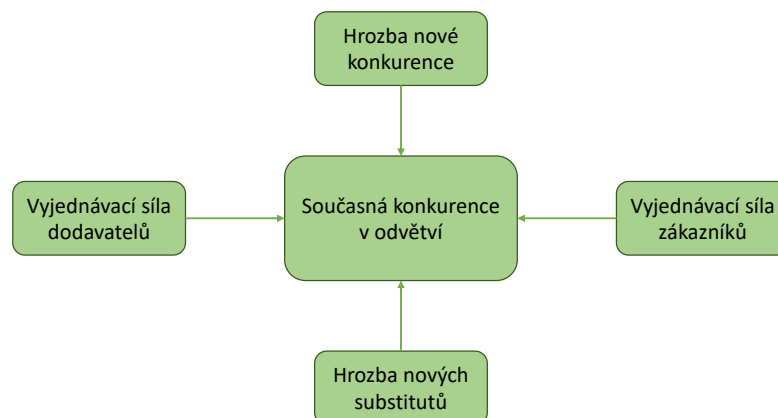 Hrozba nové
konkurence
Vyjednávací síla
dodavatelů
Současná konkurence
v odvětví
Vyjednávací síla
zákazníků
Hrozba nových
substitutů